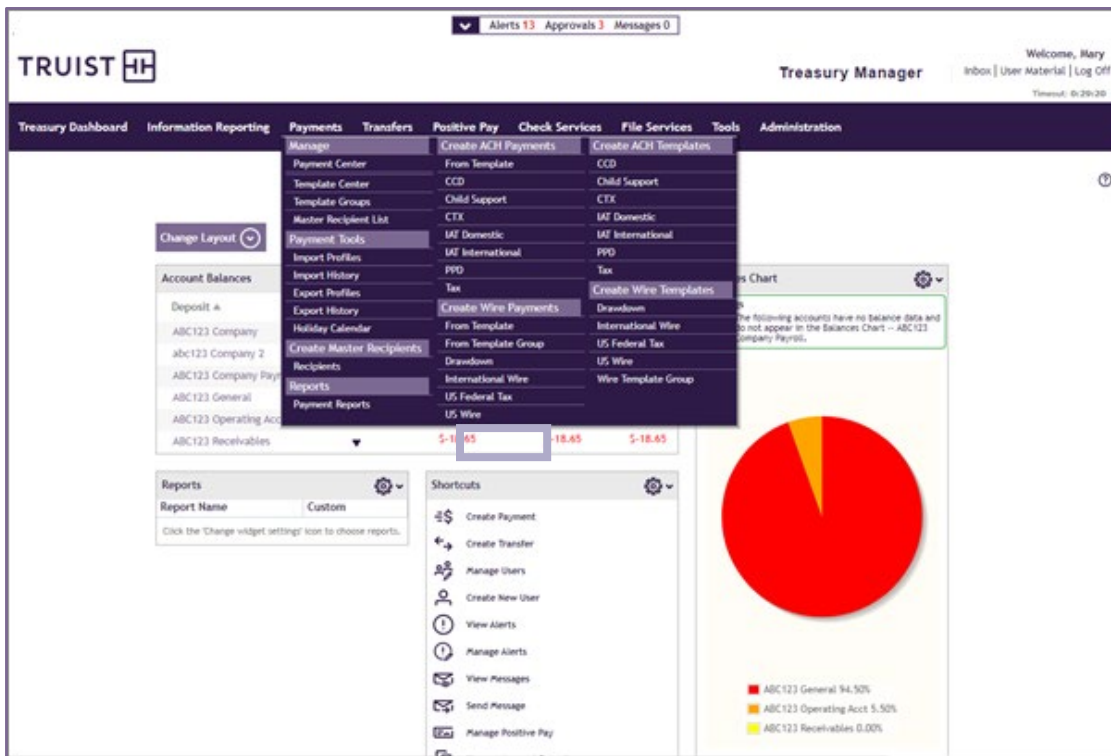 Alerts 13 Approvals 3 Messages 0
TRUIST
Treasury Manager
Welcome, Mary
Inbox | User Material | Log Off
Timeout: 0:29:20
Treasury Dashboard Information Reporting Payments Transfers Positive Pay Check Services File Services Tools Administration
Manage
Payment Center
Template Center
Template Groups
Master Recipient List
Payment Tools
Import Profiles
Import History
Export Profiles
Export History
Holiday Calendar
Create Master Recipients
Recipients
Reports
Payment Reports
Create ACH Payments
From Template
CCD
Child Support
CTX
IAT Domestic
IAT International
PPD
Tax
Create Wire Payments
From Template
From Template Group
Drawdown
International Wire
US Federal Tax
US Wire
Create ACH Templates
CCD
Child Support
CTX
IAT Domestic
IAT International
PPD
Tax
Create Wire Templates
Drawdown
International Wire
US Federal Tax
US Wire
Wire Template Group
Change Layout
Account Balances
Deposit
ABC123 Company
abc123 Company 2
ABC123 Company Payr
ABC123 General
ABC123 Operating Acc
ABC123 Receivables $-18.65
Chart
The following accounts have no balance data and
do not appear in the Balances Chart -- ABC123
Company Payroll.
Reports
Report Name Custom
Click the 'Change widget settings' icon to choose reports.
Shortcuts
Create Payment
Create Transfer
Manage Users
Create New User
View Alerts
Manage Alerts
View Messages
Send Message
Manage Positive Pay
ABC123 General 94.50%
ABC123 Operating Acct 5.50%
ABC123 Receivables 0.00%